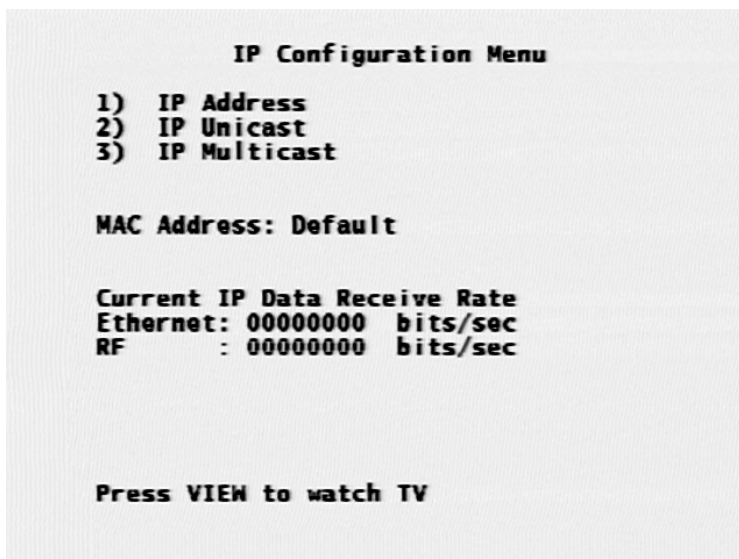 IP Configuration Menu
1) IP Address
2) IP Unicast
3) IP Multicast
MAC Address: Default
Current IP Data Receive Rate
Ethernet: 00000000 bits/sec
RF : 00000000 bits/sec
Press VIEW to watch TV